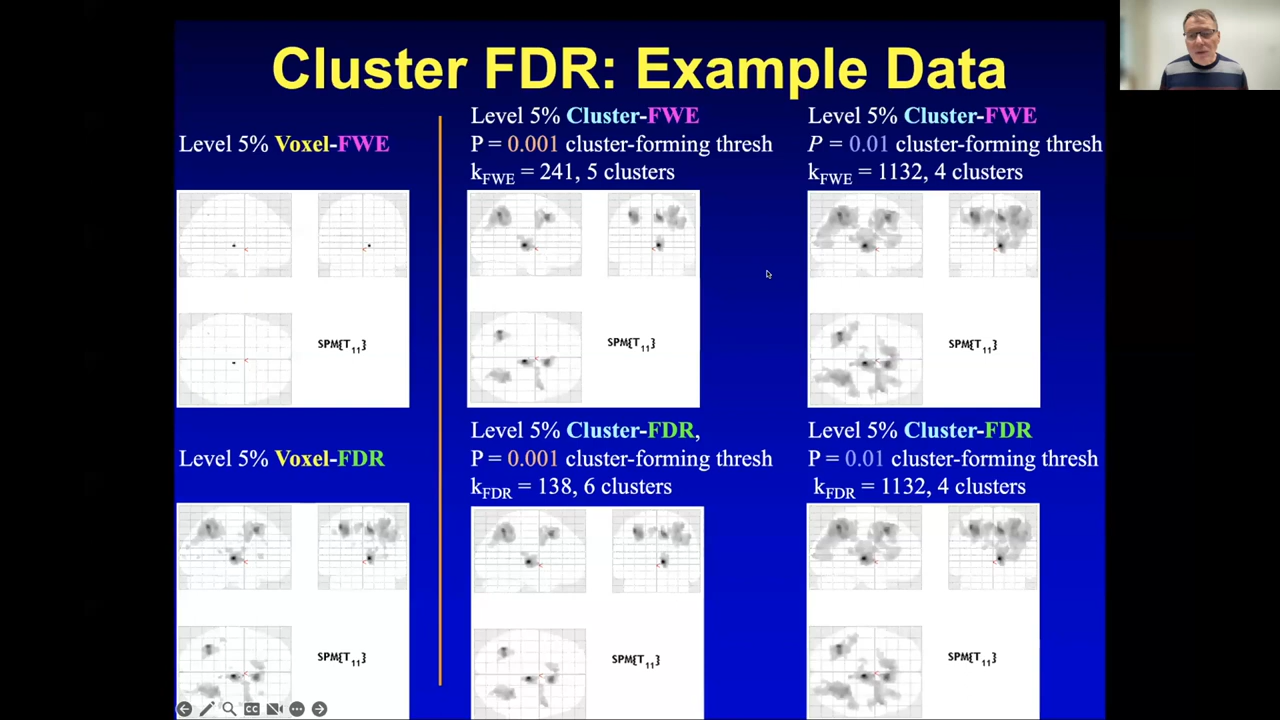 Cluster FDR: Example Data
Level 5% Voxel-FWE
SPM{T11}
Level 5% Voxel-FDR
SPM{T11}
Level 5% Cluster-FWE
P = 0.001 cluster-forming thresh
kFWE = 241, 5 clusters
SPM{T11}
Level 5% Cluster-FDR,
P = 0.001 cluster-forming thresh
kFDR = 138, 6 clusters
SPM{T11}
Level 5% Cluster-FWE
P = 0.01 cluster-forming thresh
kFWE = 1132, 4 clusters
SPM{T11}
Level 5% Cluster-FDR
P = 0.01 cluster-forming thresh
kFDR = 1132, 4 clusters
SPM{T11}
CC